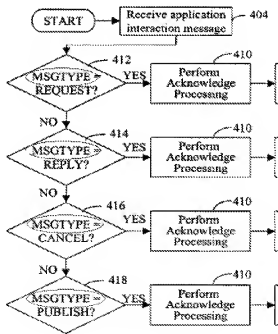 START
Receive application
interaction message
404
412
MSGTYPE =
REQUEST?
YES
410
Perform
Acknowledge
Processing
NO
414
MSGTYPE =
REPLY?
YES
410
Perform
Acknowledge
Processing
NO
416
MSGTYPE =
CANCEL?
YES
410
Perform
Acknowledge
Processing
NO
418
MSGTYPE =
PUBLISH?
YES
410
Perform
Acknowledge
Processing